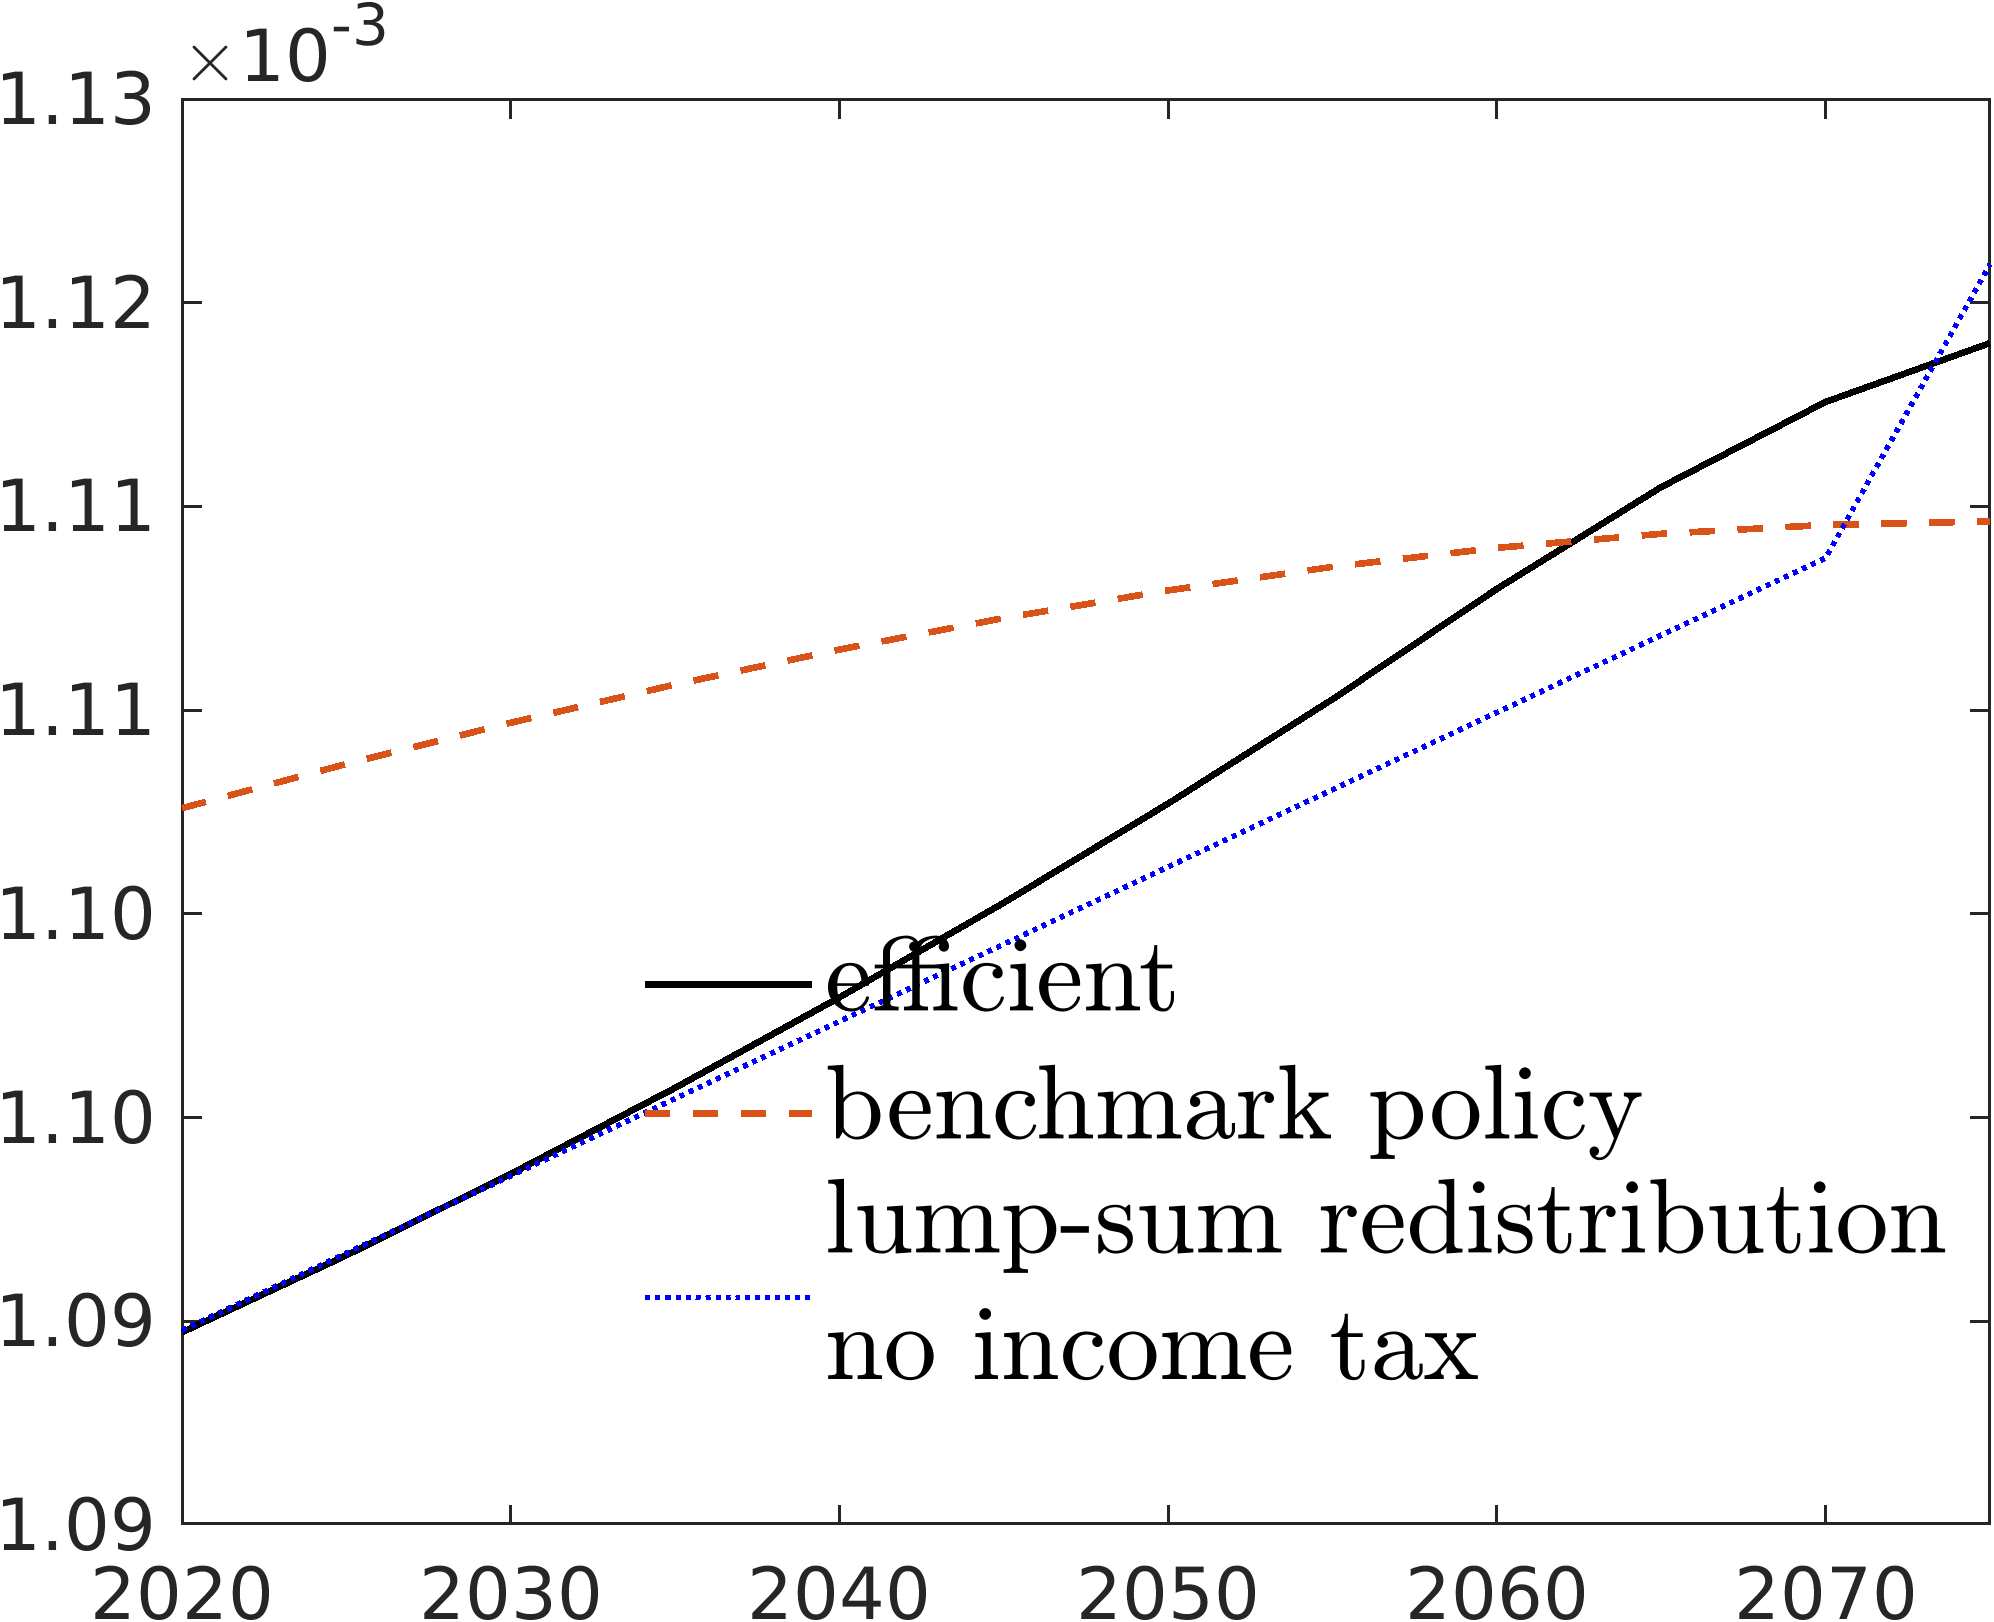 ×10-3
1.13
1.12
1.11
1.11
1.10
1.10
1.09
1.09
efficient
benchmark policy
lump-sum redistribution
no income tax
2020 2030 2040 2050 2060 2070